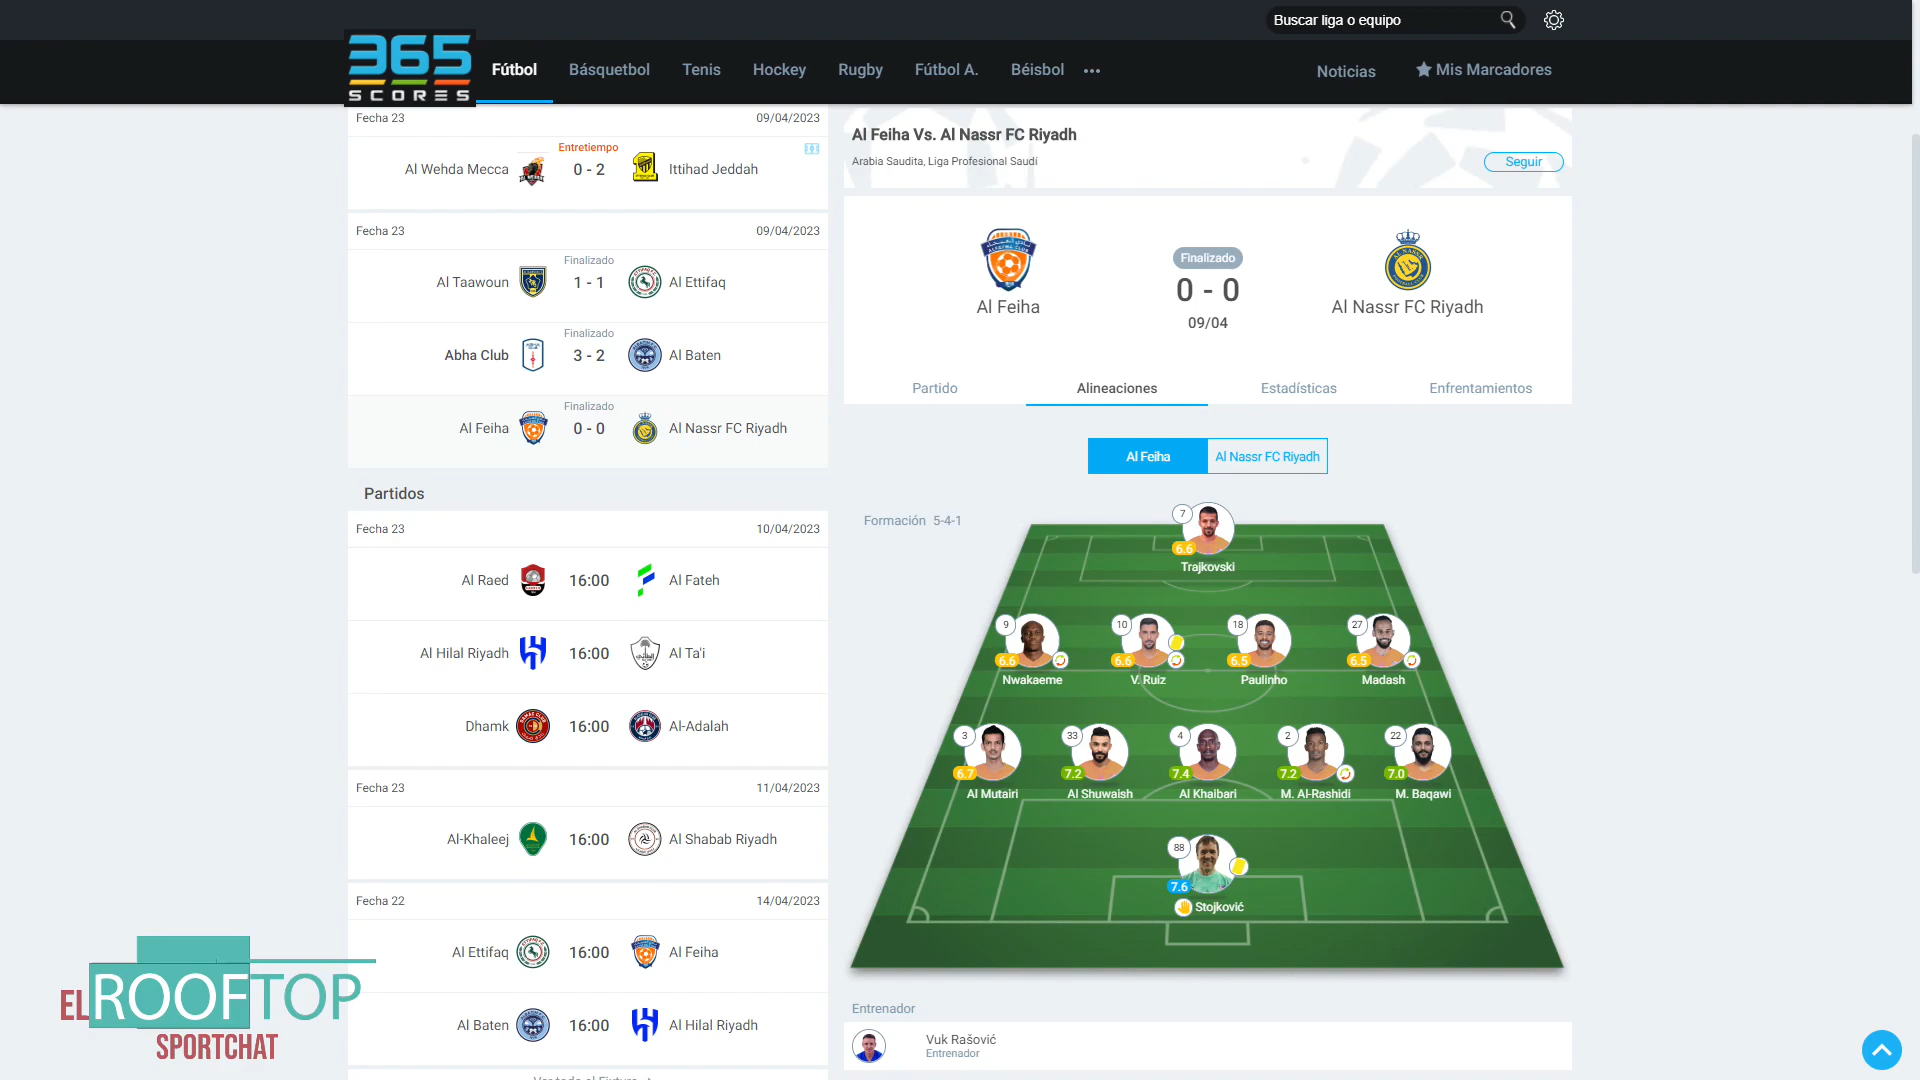 Buscar liga o equipo
365
SCORES
Fútbol
Básquetbol
Tenis
Hockey
Rugby
Fútbol A.
Béisbol
Noticias
Mis Marcadores
Fecha 23
09/04/2023
Entretiempo
Al Wehda Mecca
0 - 2
Ittihad Jeddah
Fecha 23
09/04/2023
Finalizado
Al Taawoun
1 - 1
Al Ettifaq
Finalizado
Abha Club
3 - 2
Al Baten
Finalizado
Al Feiha
0 - 0
Al Nassr FC Riyadh
Partidos
Fecha 23
10/04/2023
Al Raed
16:00
Al Fateh
Al Hilal Riyadh
16:00
Al Ta'i
Dhamk
16:00
Al-Adalah
Fecha 23
11/04/2023
Al-Khaleej
16:00
Al Shabab Riyadh
Fecha 22
14/04/2023
Al Ettifaq
16:00
Al Feiha
Al Baten
16:00
Al Hilal Riyadh
Al Feiha Vs. Al Nassr FC Riyadh
Arabia Saudita, Liga Profesional Saudí
Seguir
Finalizado
0 - 0
Al Feiha
Al Nassr FC Riyadh
09/04
Partido
Alineaciones
Estadísticas
Enfrentamientos
Al Feiha
Al Nassr FC Riyadh
Formación 5-4-1
7
6.6
Trajkovski
9
10
18
27
6.6
6.6
6.5
6.5
Nwakaeme
V. Ruiz
Paulinho
Madash
3
33
4
2
22
6.7
7.2
7.4
7.2
7.0
Al Mutairi
Al Shuwaish
Al Khaibari
M. Al-Rashidi
M. Baqawi
88
7.6
Stojković
Entrenador
Vuk Rašović
Entrenador
EL ROOFTOP
SPORTCHAT